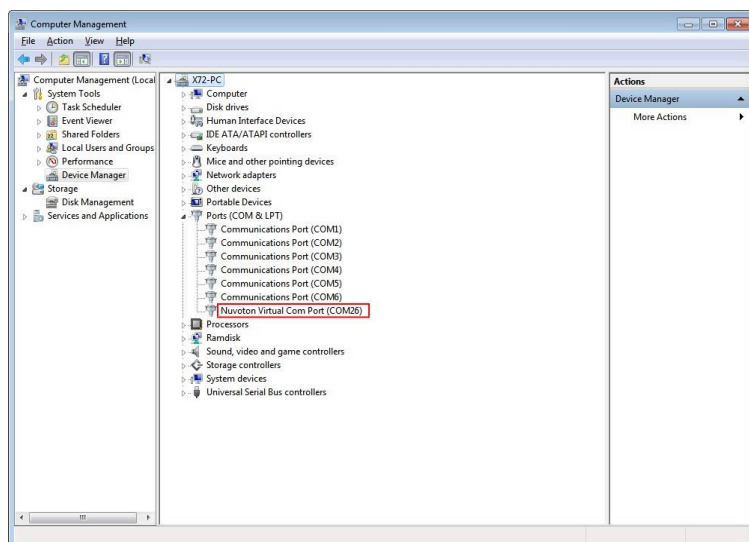 Computer Management
File Action View Help
Computer Management (Local
System Tools
Task Scheduler
Event Viewer
Shared Folders
Local Users and Groups
Performance
Device Manager
Storage
Disk Management
Services and Applications
X72-PC
Computer
Disk drives
Human Interface Devices
IDE ATA/ATAPI controllers
Keyboards
Mice and other pointing devices
Network adapters
Other devices
Portable Devices
Ports (COM & LPT)
Communications Port (COM1)
Communications Port (COM2)
Communications Port (COM3)
Communications Port (COM4)
Communications Port (COM5)
Communications Port (COM6)
Nuvoton Virtual Com Port (COM26)
Processors
Ramdisk
Sound, video and game controllers
Storage controllers
System devices
Universal Serial Bus controllers
Actions
Device Manager
More Actions